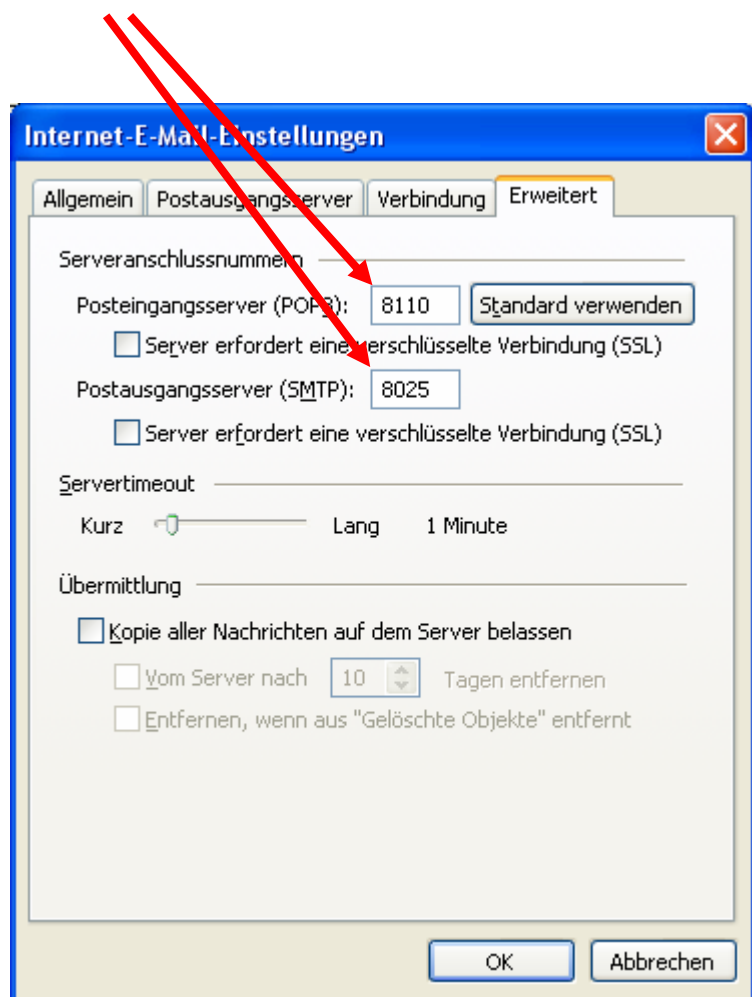 Internet-E-Mail-Einstellungen
Allgemein Postausgangsserver Verbindung Erweitert
Serveranschlussnummern
Posteingangsserver (POP3): 8110 Standard verwenden
Server erfordert eine verschlüsselte Verbindung (SSL)
Postausgangsserver (SMTP): 8025
Server erfordert eine verschlüsselte Verbindung (SSL)
Servertimeout
Kurz Lang 1 Minute
Übermittlung
Kopie aller Nachrichten auf dem Server belassen
Vom Server nach 10 Tagen entfernen
Entfernen, wenn aus "Gelöschte Objekte" entfernt
OK Abbrechen